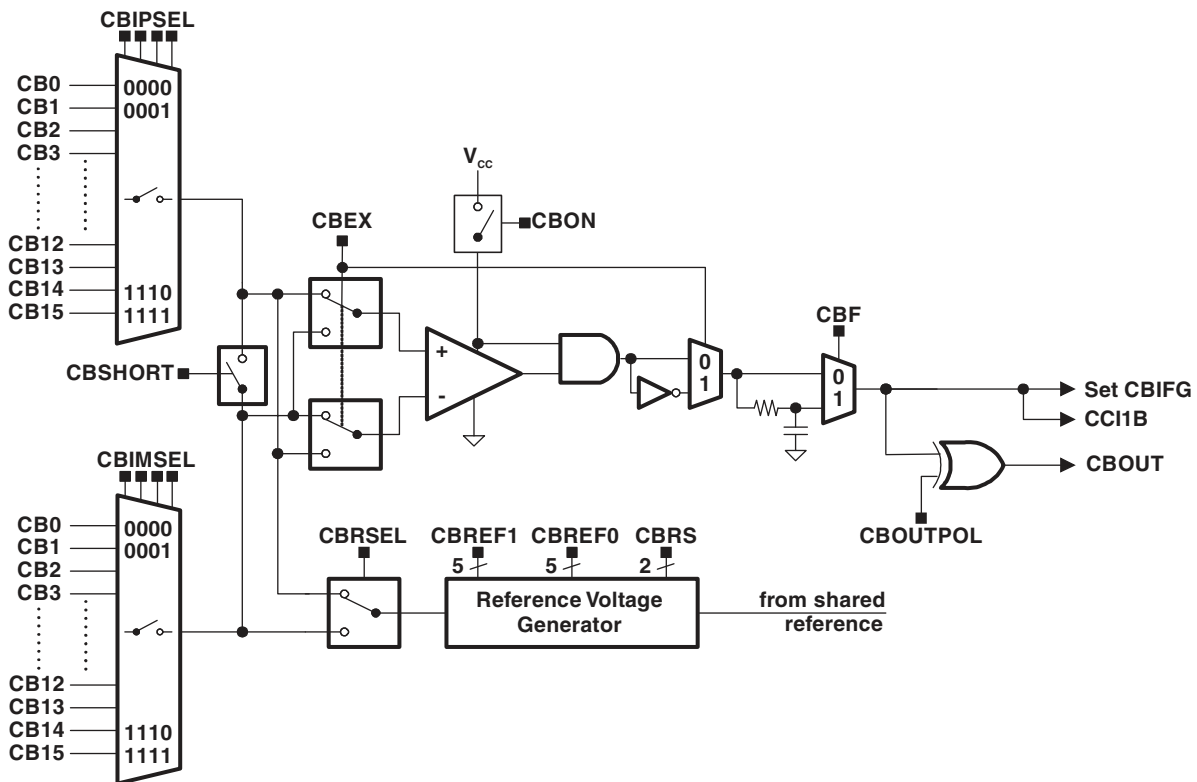 CBIPSEL
CB0
0000
CB1
0001
CB2
CB3
CB12
CB13
CB14
1110
CB15
1111
VCC
CBON
CBEX
CBSHORT
+
-
0
1
CBF
0
1
Set CBIFG
CCI1B
CBOUT
CBOUTPOL
CBIMSEL
CB0
0000
CB1
0001
CB2
CB3
CB12
CB13
CB14
1110
CB15
1111
CBRSEL
CBREF1
CBREF0
CBRS
5
5
2
Reference Voltage
Generator
from shared
reference